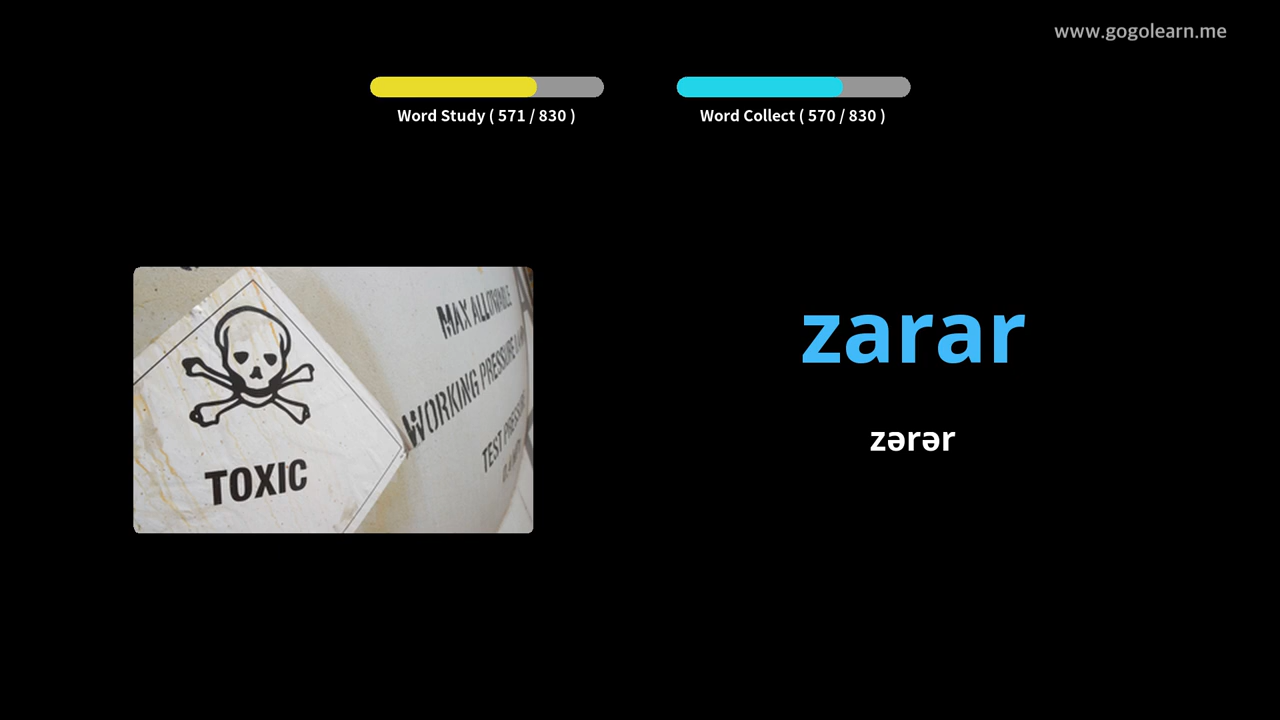 www.gogolearn.me
Word Study ( 571 / 830 )
Word Collect ( 570 / 830 )
MAX ALLOWABLE
WORKING PRESSURE
TEST PRESSURE
TOXIC
zarar
zərər